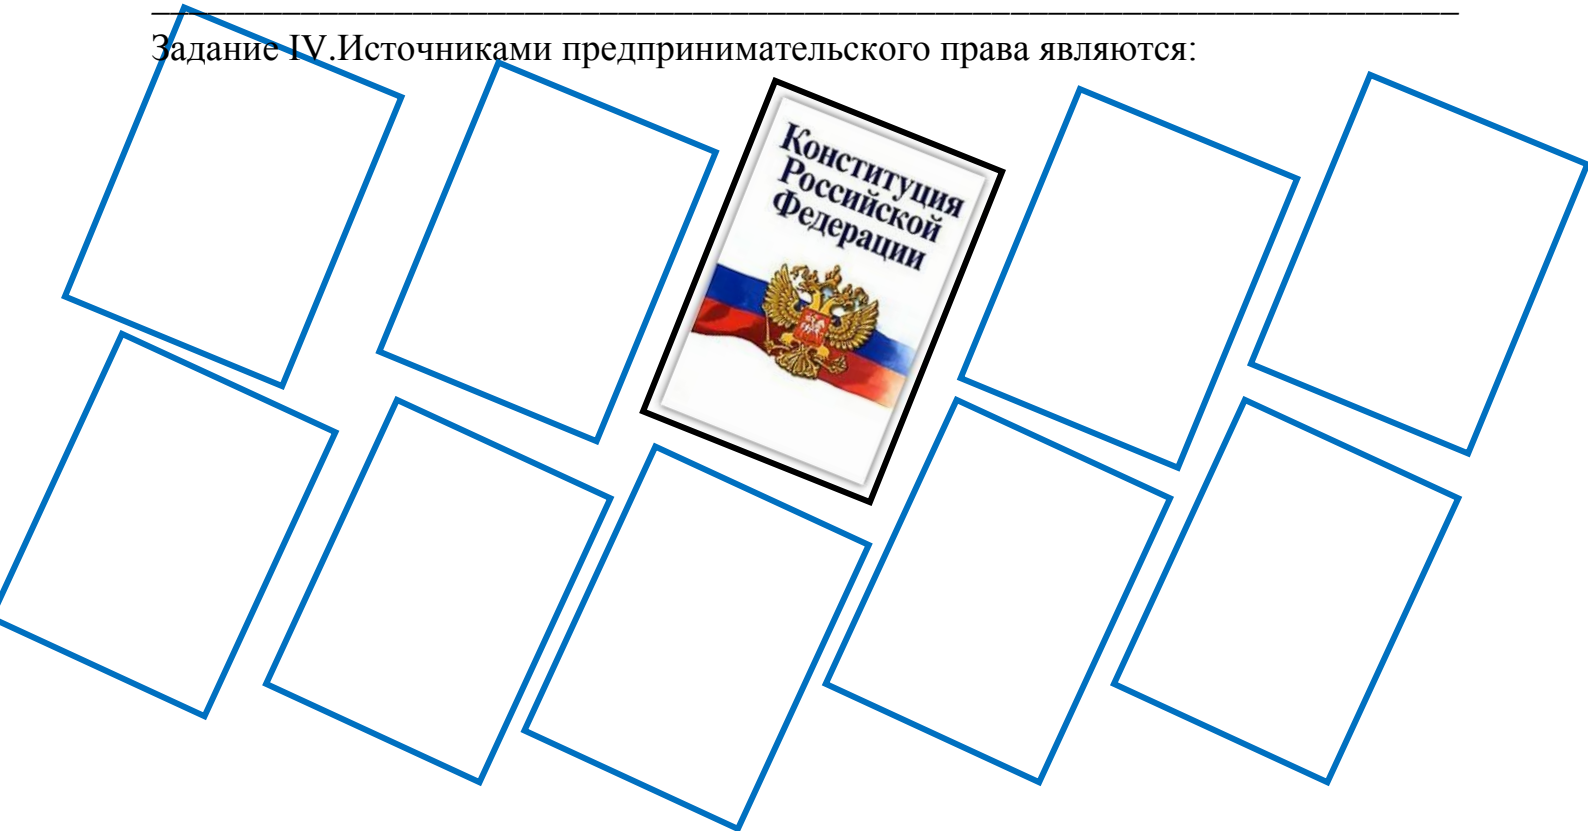 Задание IV.Источниками предпринимательского права являются:
Конституция
Российской
Федерации